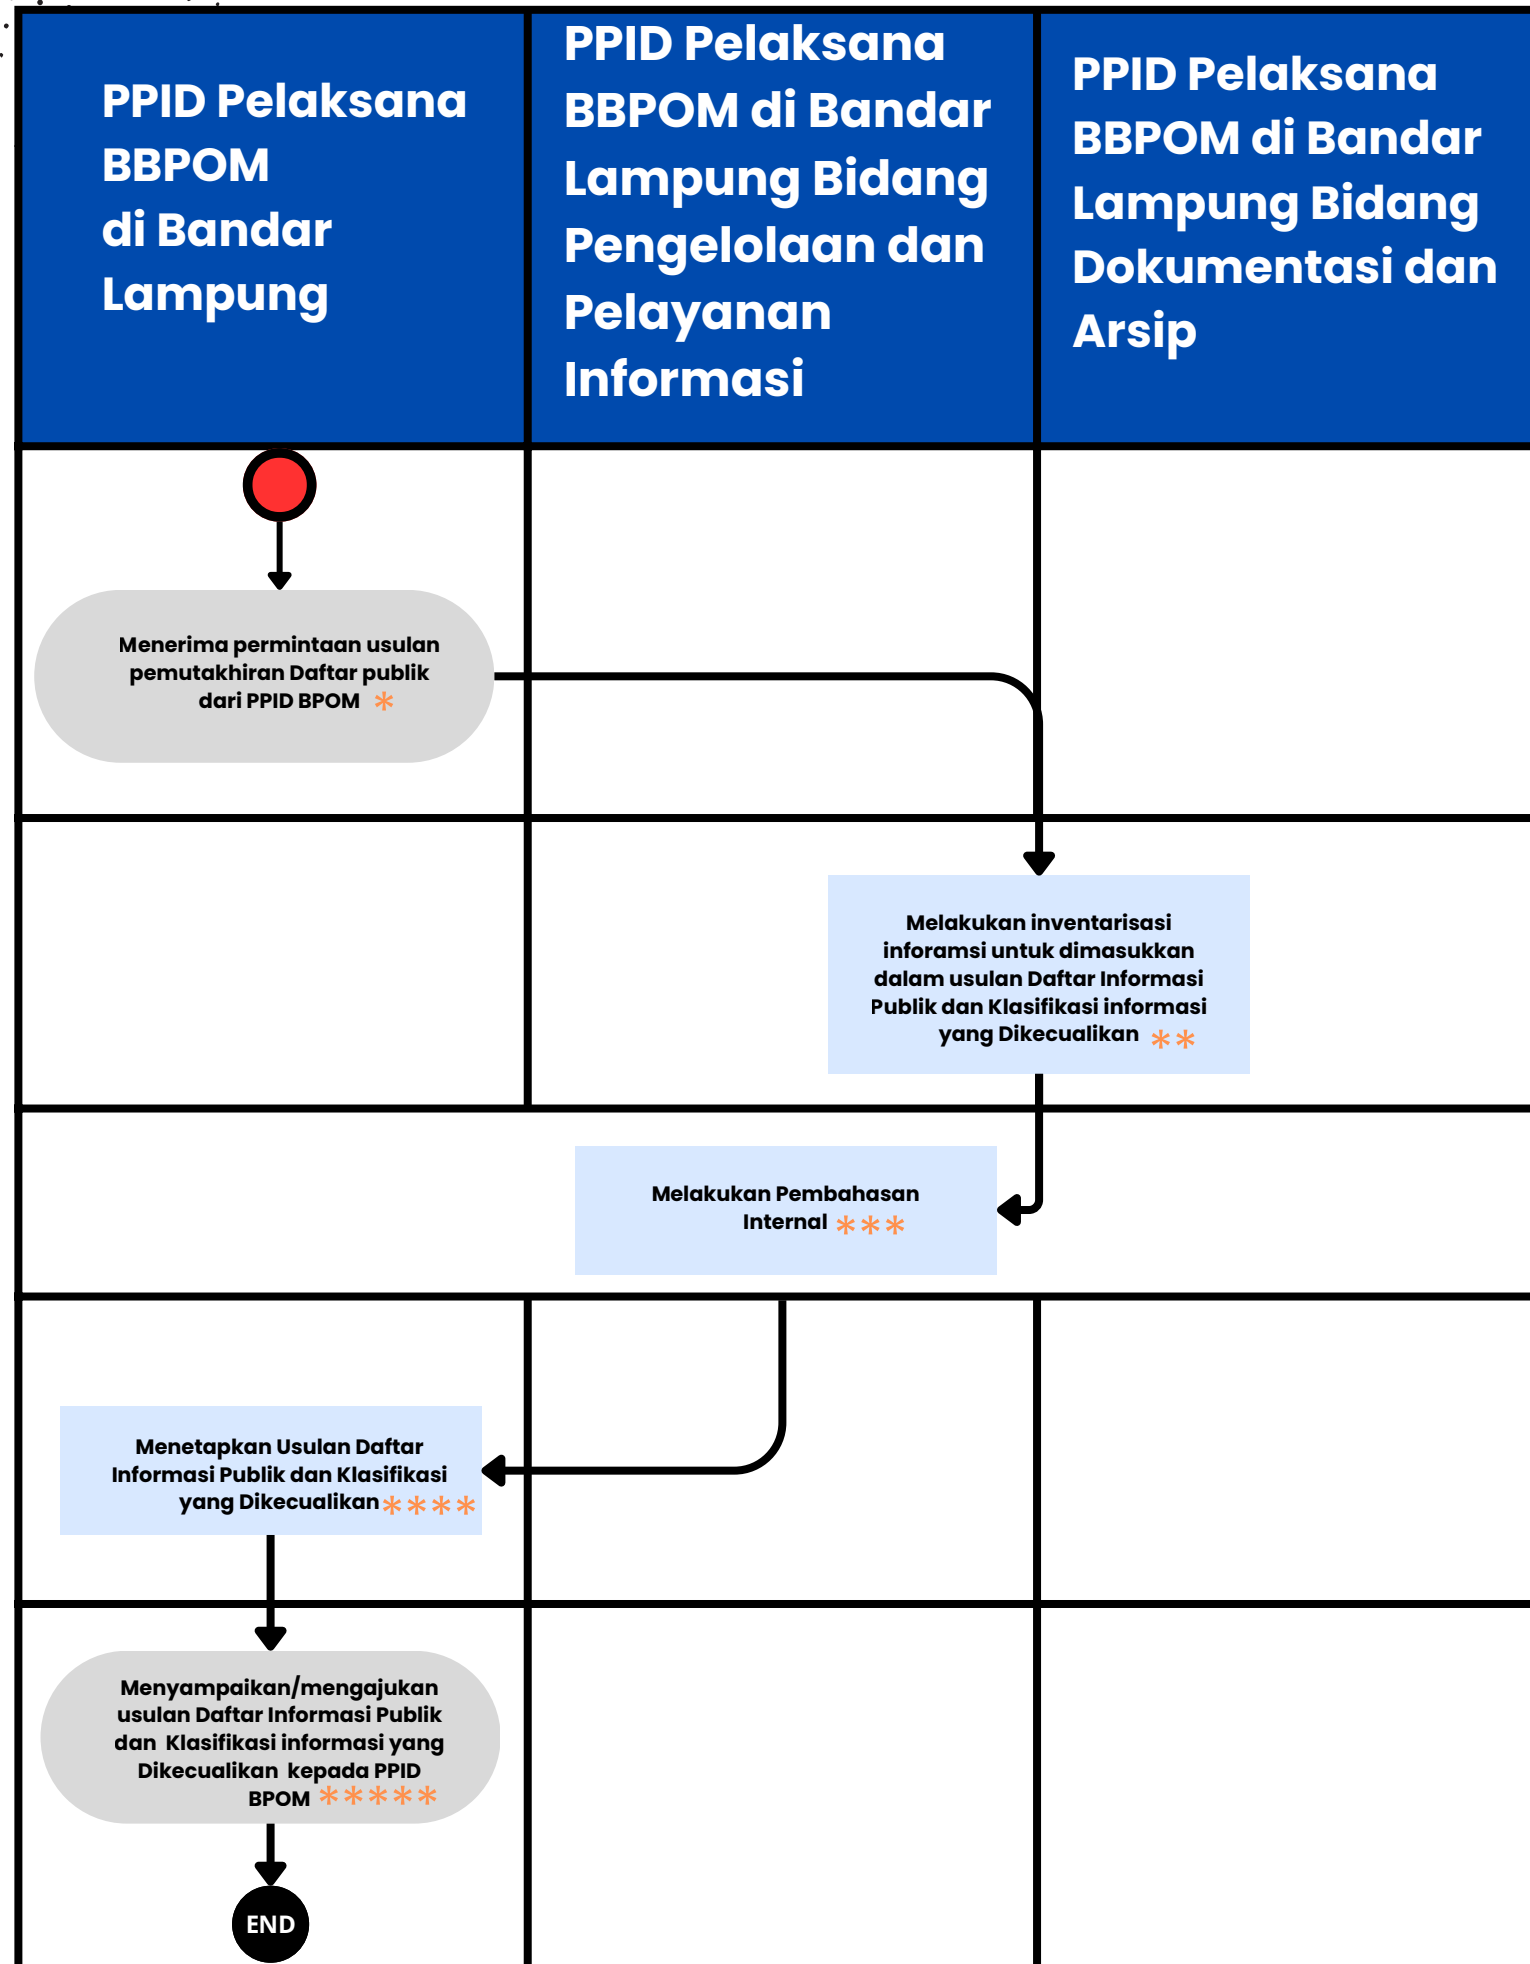 PPID Pelaksana
BBPOM
di Bandar
Lampung
PPID Pelaksana
BBPOM di Bandar
Lampung Bidang
Pengelolaan dan
Pelayanan
Informasi
PPID Pelaksana
BBPOM di Bandar
Lampung Bidang
Dokumentasi dan
Arsip
Menerima permintaan usulan
pemutakhiran Daftar publik
dari PPID BPOM *
Melakukan inventarisasi
inforamsi untuk dimasukkan
dalam usulan Daftar Informasi
Publik dan Klasifikasi informasi
yang Dikecualikan **
Melakukan Pembahasan
Internal ***
Menetapkan Usulan Daftar
Informasi Publik dan Klasifikasi
yang Dikecualikan ****
Menyampaikan/mengajukan
usulan Daftar Informasi Publik
dan Klasifikasi informasi yang
Dikecualikan kepada PPID
BPOM *****
END